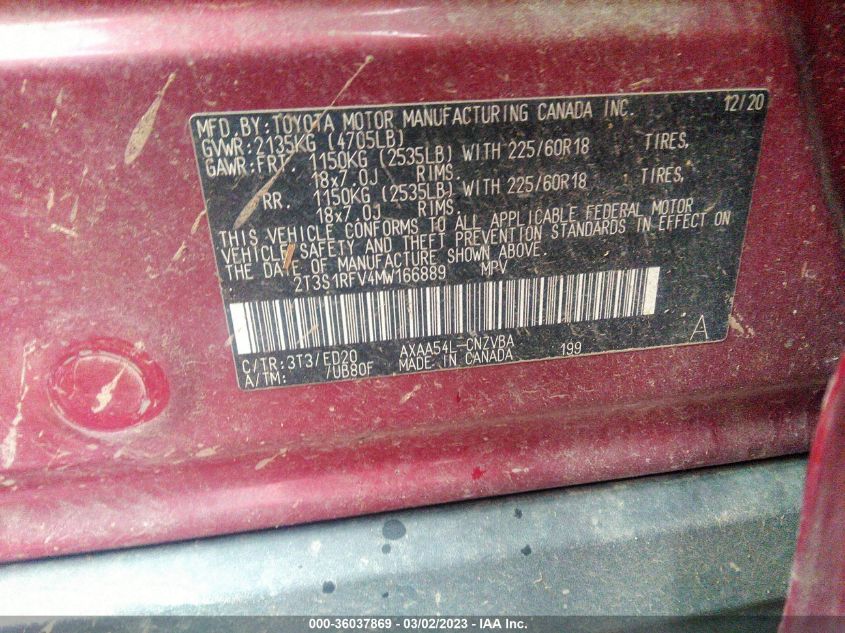 MFD. BY: TOYOTA MOTOR MANUFACTURING CANADA INC. 12/20
GVWR: 2135KG (4705LB)
GAWR: FRT. 1150KG (2535LB) WITH 225/60R18 TIRES,
18x7.0J RIMS.
RR. 1150KG (2535LB) WITH 225/60R18 TIRES,
18x7.0J RIMS.
THIS VEHICLE CONFORMS TO ALL APPLICABLE FEDERAL MOTOR
VEHICLE SAFETY AND THEFT PREVENTION STANDARDS IN EFFECT ON
THE DATE OF MANUFACTURE SHOWN ABOVE.
2T3S1RFV4MW166889 MPV
C/TR: 3T3/ED20 AXAA54L-CNZVBA 199 A
A/TM: /UB80F MADE IN CANADA
000-36037869 — 03/02/2023 — IAA Inc.